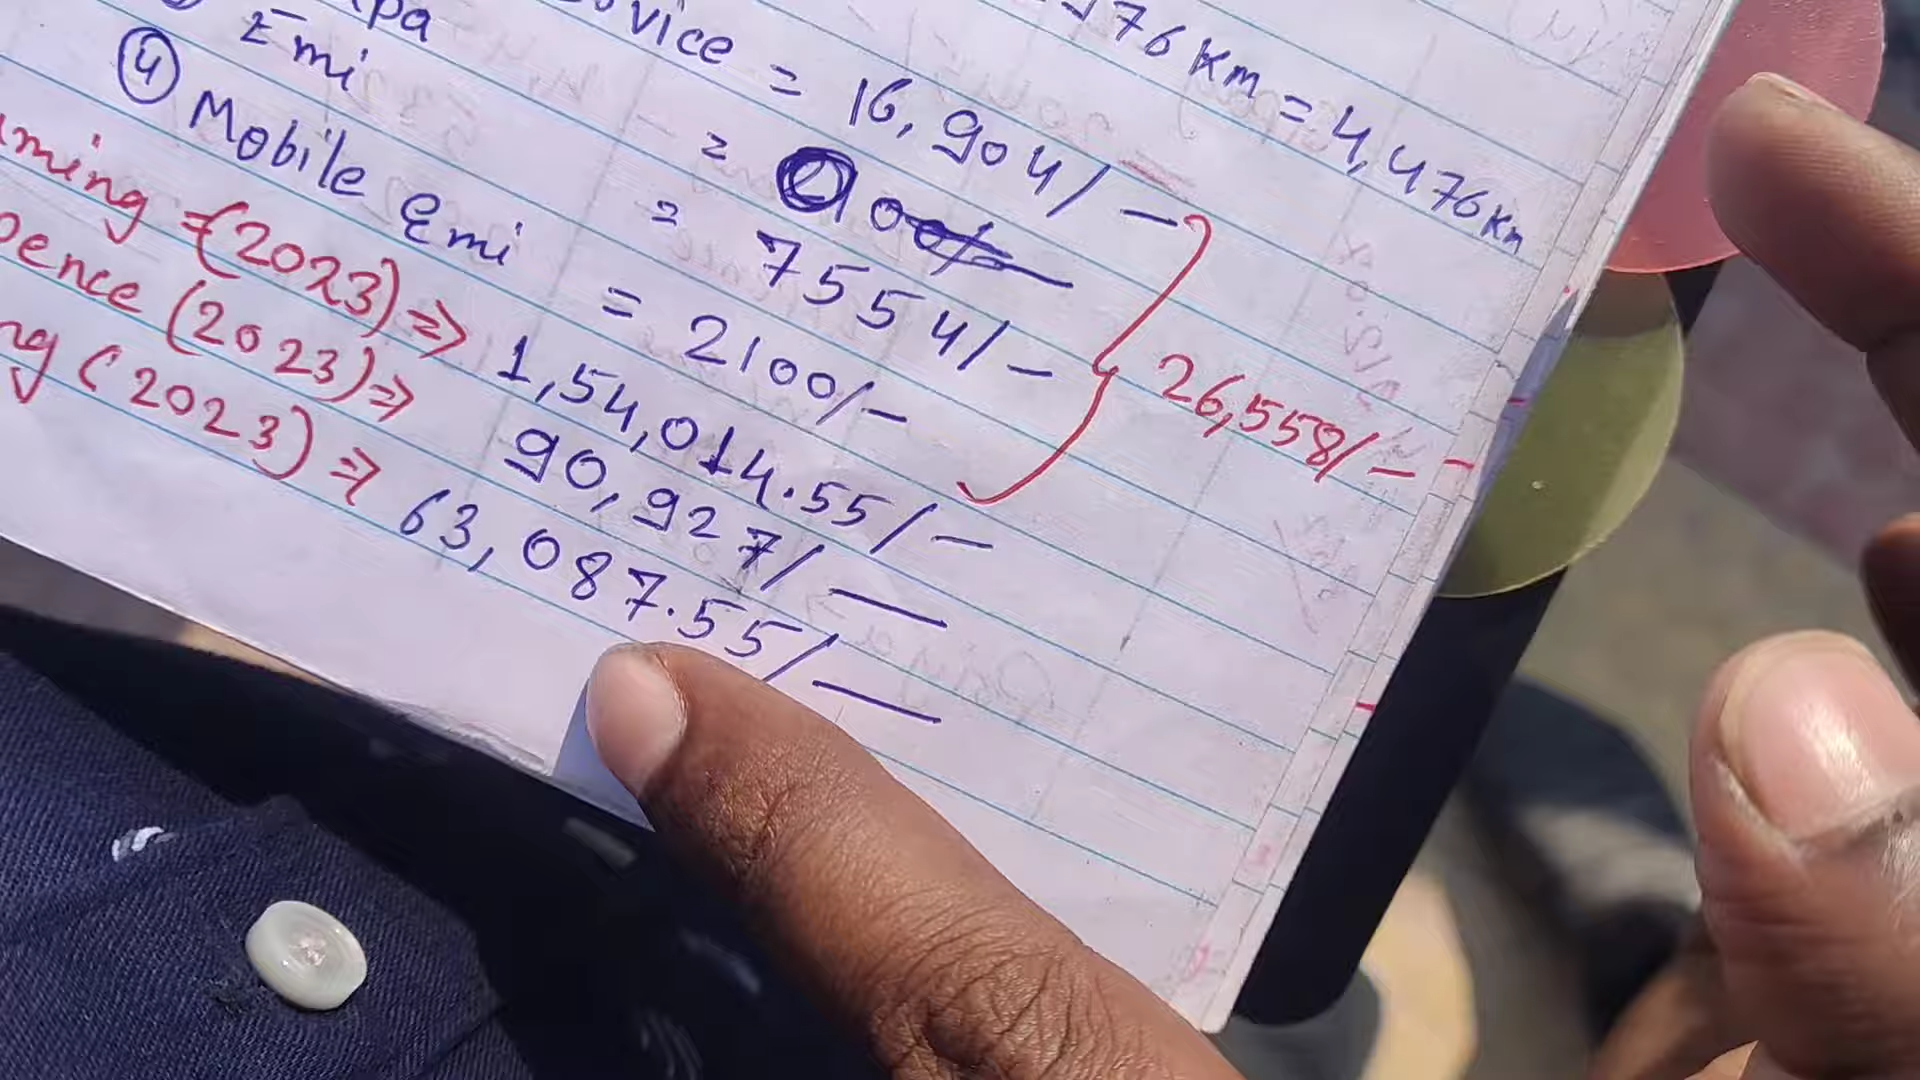 76 Km = 4,476 Km
vice = 16,904/-
pa =
Emi = 7554/-
④ Mobile Emi = 2100/-
26,558/-
ming = (2023) ⇒ 1,54,014.55/-
pence (2023) ⇒ 90,927/-
ng (2023) ⇒ 63,087.55/-